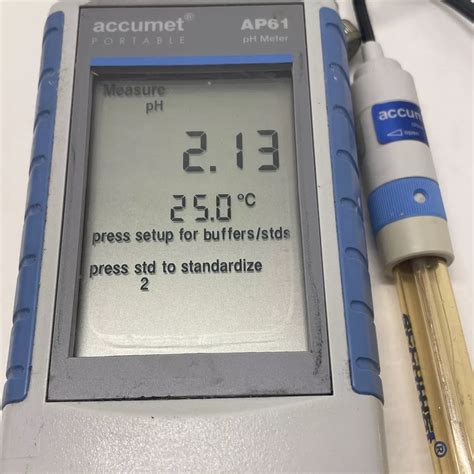 accumet®
PORTABLE
AP61
pH Meter
Measure
pH
2.13
25.0 °C
press setup for buffers/stds
press std to standardize
2
accumet